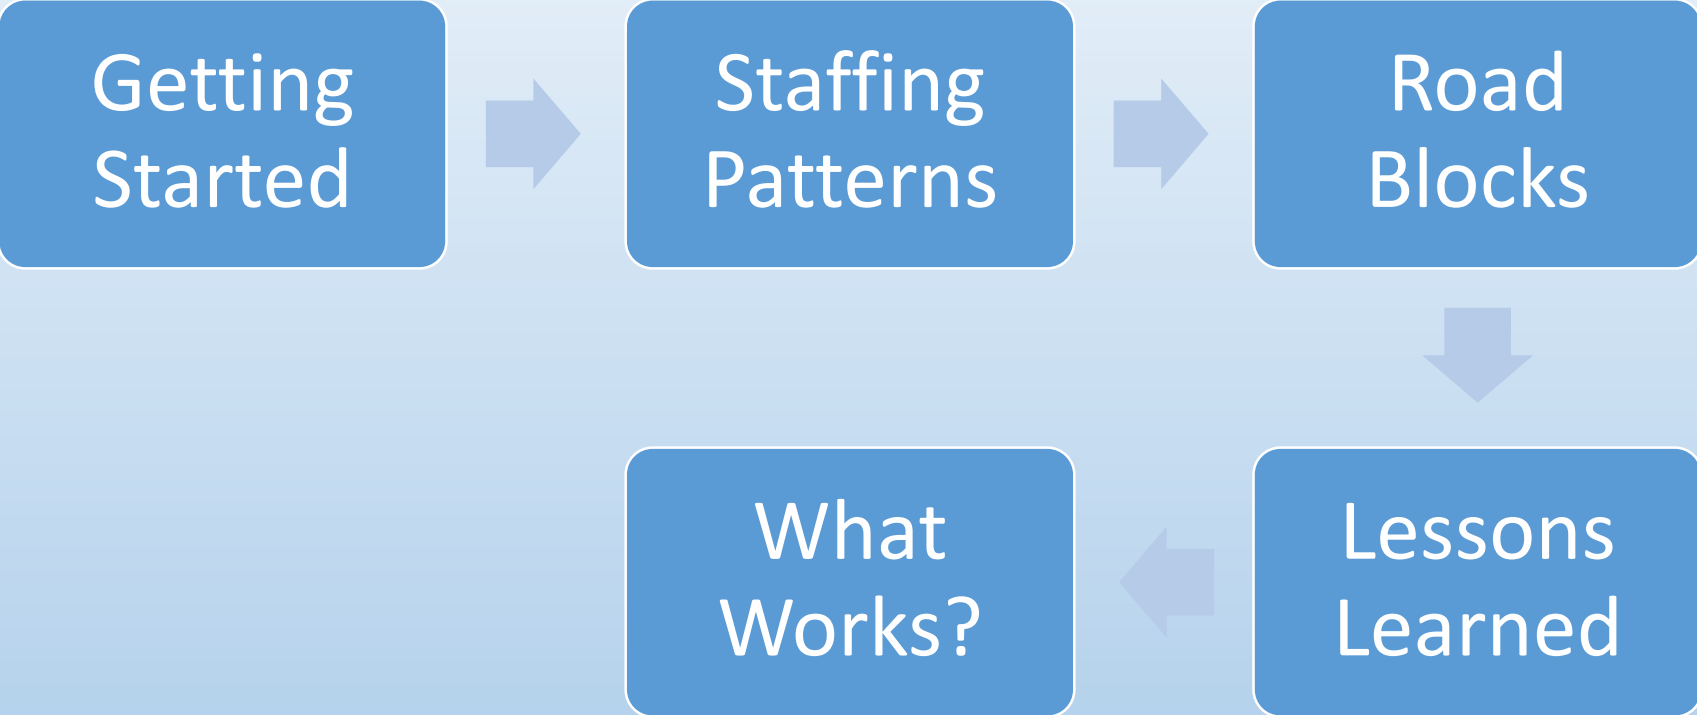 Getting
Started
Staffing
Patterns
Road
Blocks
Lessons
Learned
What
Works?